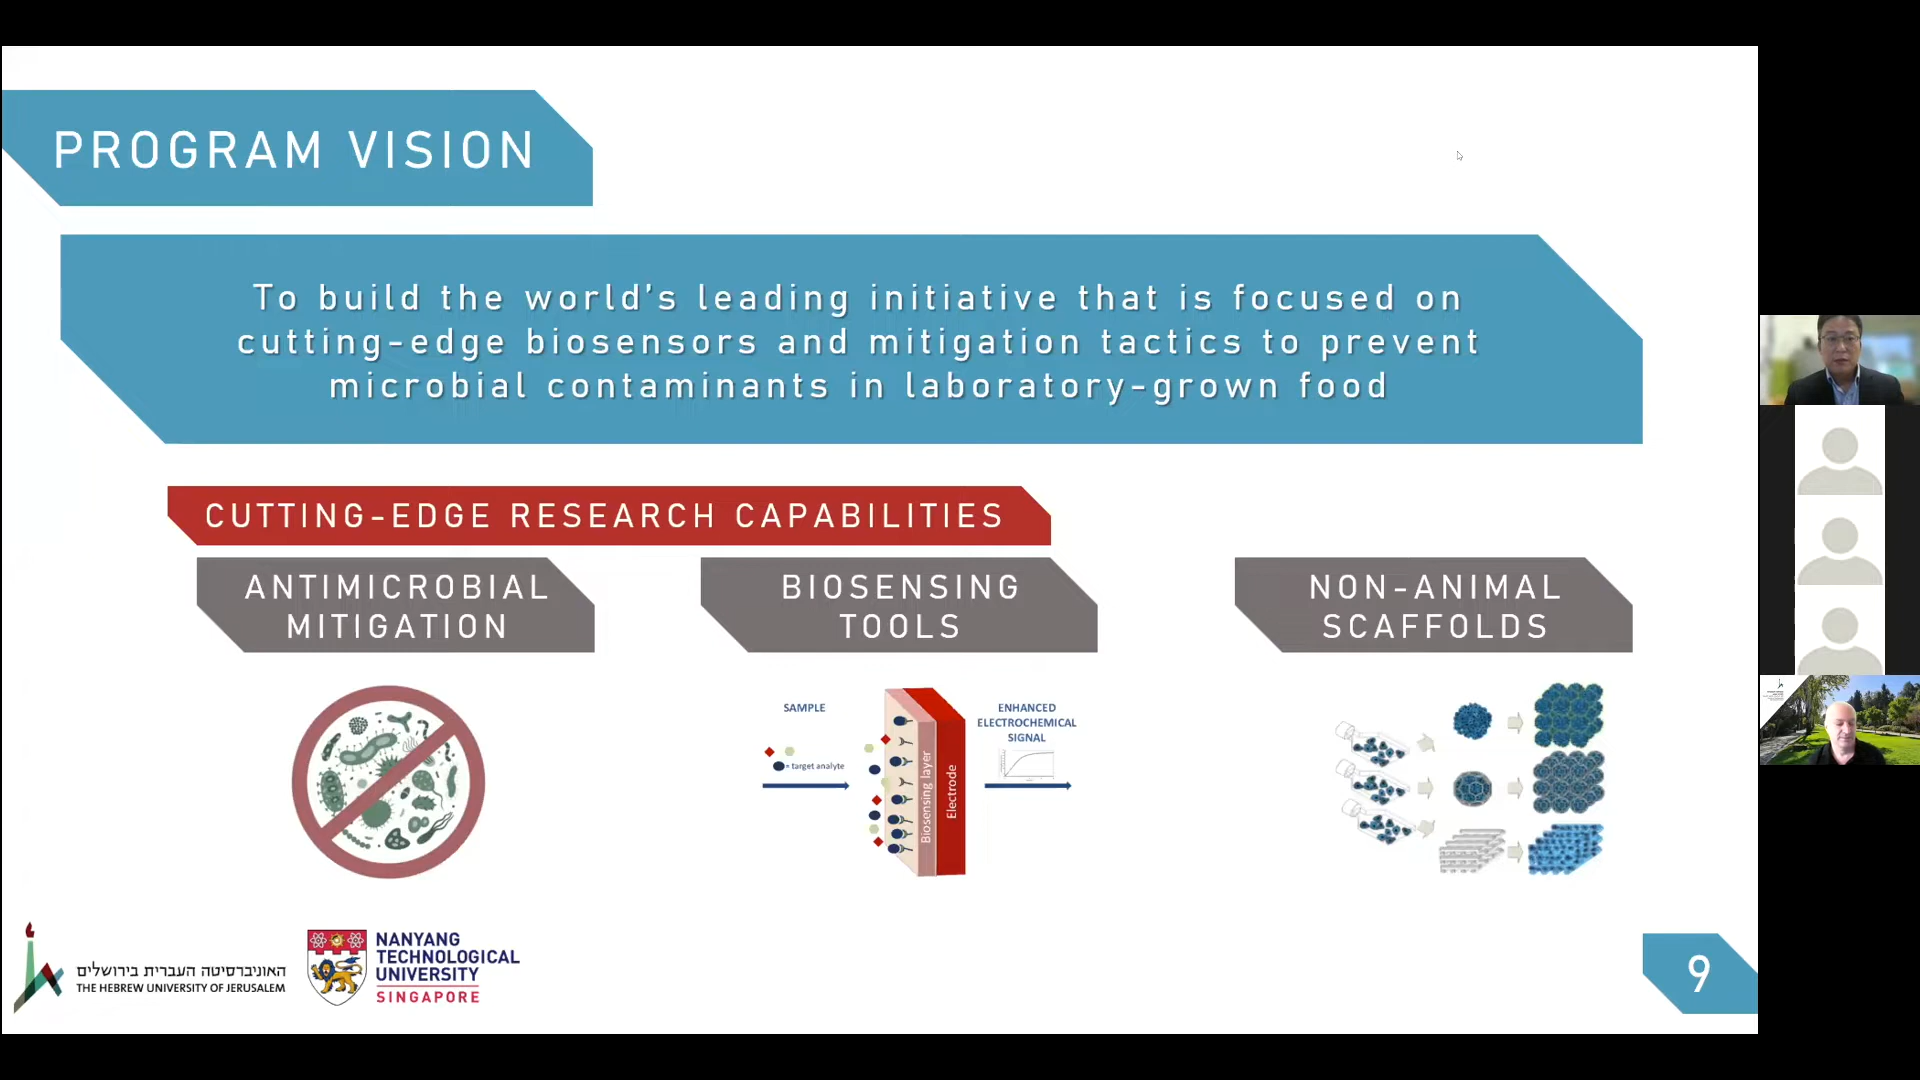 PROGRAM VISION
To build the world's leading initiative that is focused on
cutting-edge biosensors and mitigation tactics to prevent
microbial contaminants in laboratory-grown food
CUTTING-EDGE RESEARCH CAPABILITIES
ANTIMICROBIAL
MITIGATION
BIOSENSING
TOOLS
NON-ANIMAL
SCAFFOLDS
SAMPLE
= target analyte
Biosensing layer
Electrode
ENHANCED
ELECTROCHEMICAL
SIGNAL
האוניברסיטה העברית בירושלים
THE HEBREW UNIVERSITY OF JERUSALEM
NANYANG
TECHNOLOGICAL
UNIVERSITY
SINGAPORE
9